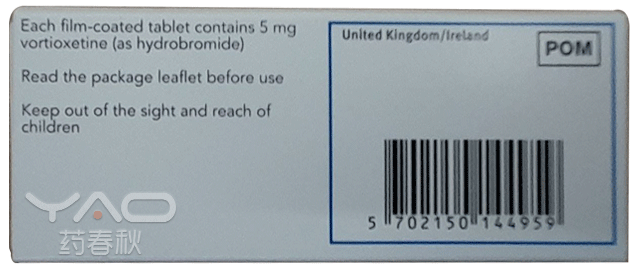 Each film-coated tablet contains 5 mg
vortioxetine (as hydrobromide)
Read the package leaflet before use
Keep out of the sight and reach of
children
United Kingdom/Ireland
POM
5 702150 144959
YAO
药春秋